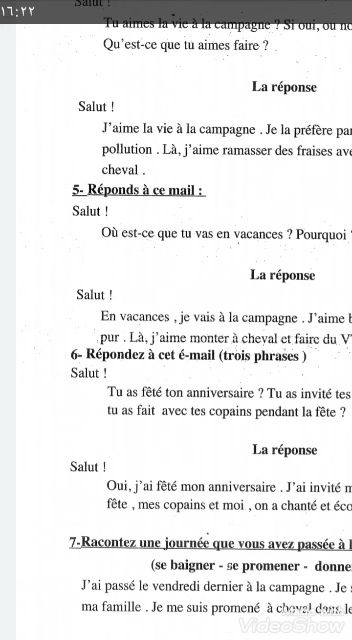 ١٦:٢٢
Salut !
Tu aimes la vie à la campagne ? Si oui, ou
Qu'est-ce que tu aimes faire ?
La réponse
Salut !
J'aime la vie à la campagne . Je la préfère
pollution . Là, j'aime ramasser des fraises
cheval .
5- Réponds à ce mail :
Salut !
Où est-ce que tu vas en vacances ? Pourquoi
La réponse
Salut !
En vacances , je vais à la campagne . J'aime
pur . Là, j'aime monter à cheval et faire du
6- Répondez à cet é-mail (trois phrases )
Salut !
Tu as fêté ton anniversaire ? Tu as invité tes
tu as fait avec tes copains pendant la fête ?
La réponse
Salut !
Oui, j'ai fêté mon anniversaire . J'ai invité
fête , mes copains et moi , on a chanté et
7-Racontez une journée que vous avez passée à
(se baigner - se promener -
J'ai passé le vendredi dernier à la campagne . Je
ma famille . Je me suis promené à cheval dans
VideoShow